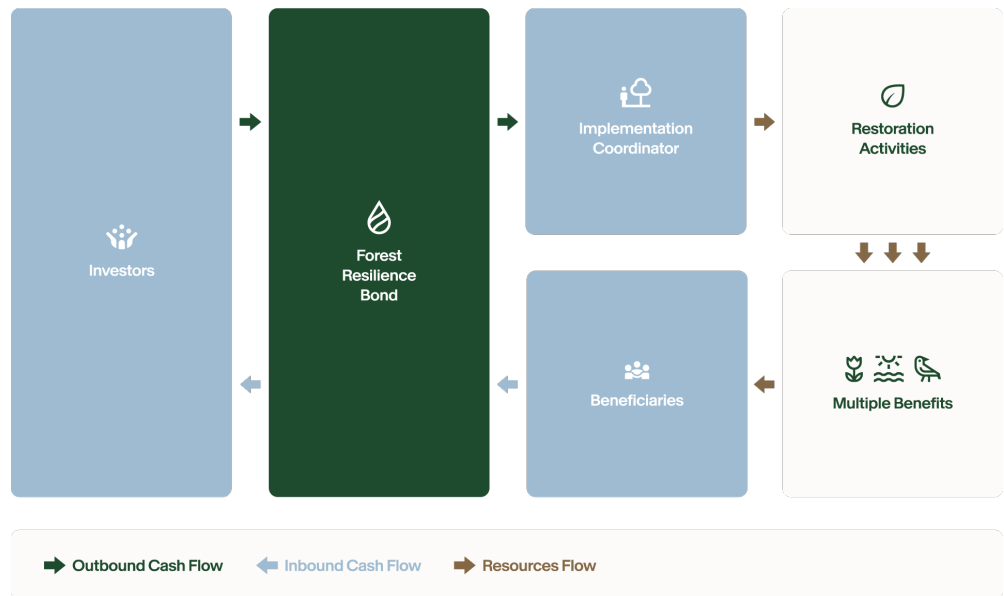 Investors
Forest
Resilience
Bond
Implementation
Coordinator
Restoration
Activities
Beneficiaries
Multiple Benefits
Outbound Cash Flow
Inbound Cash Flow
Resources Flow